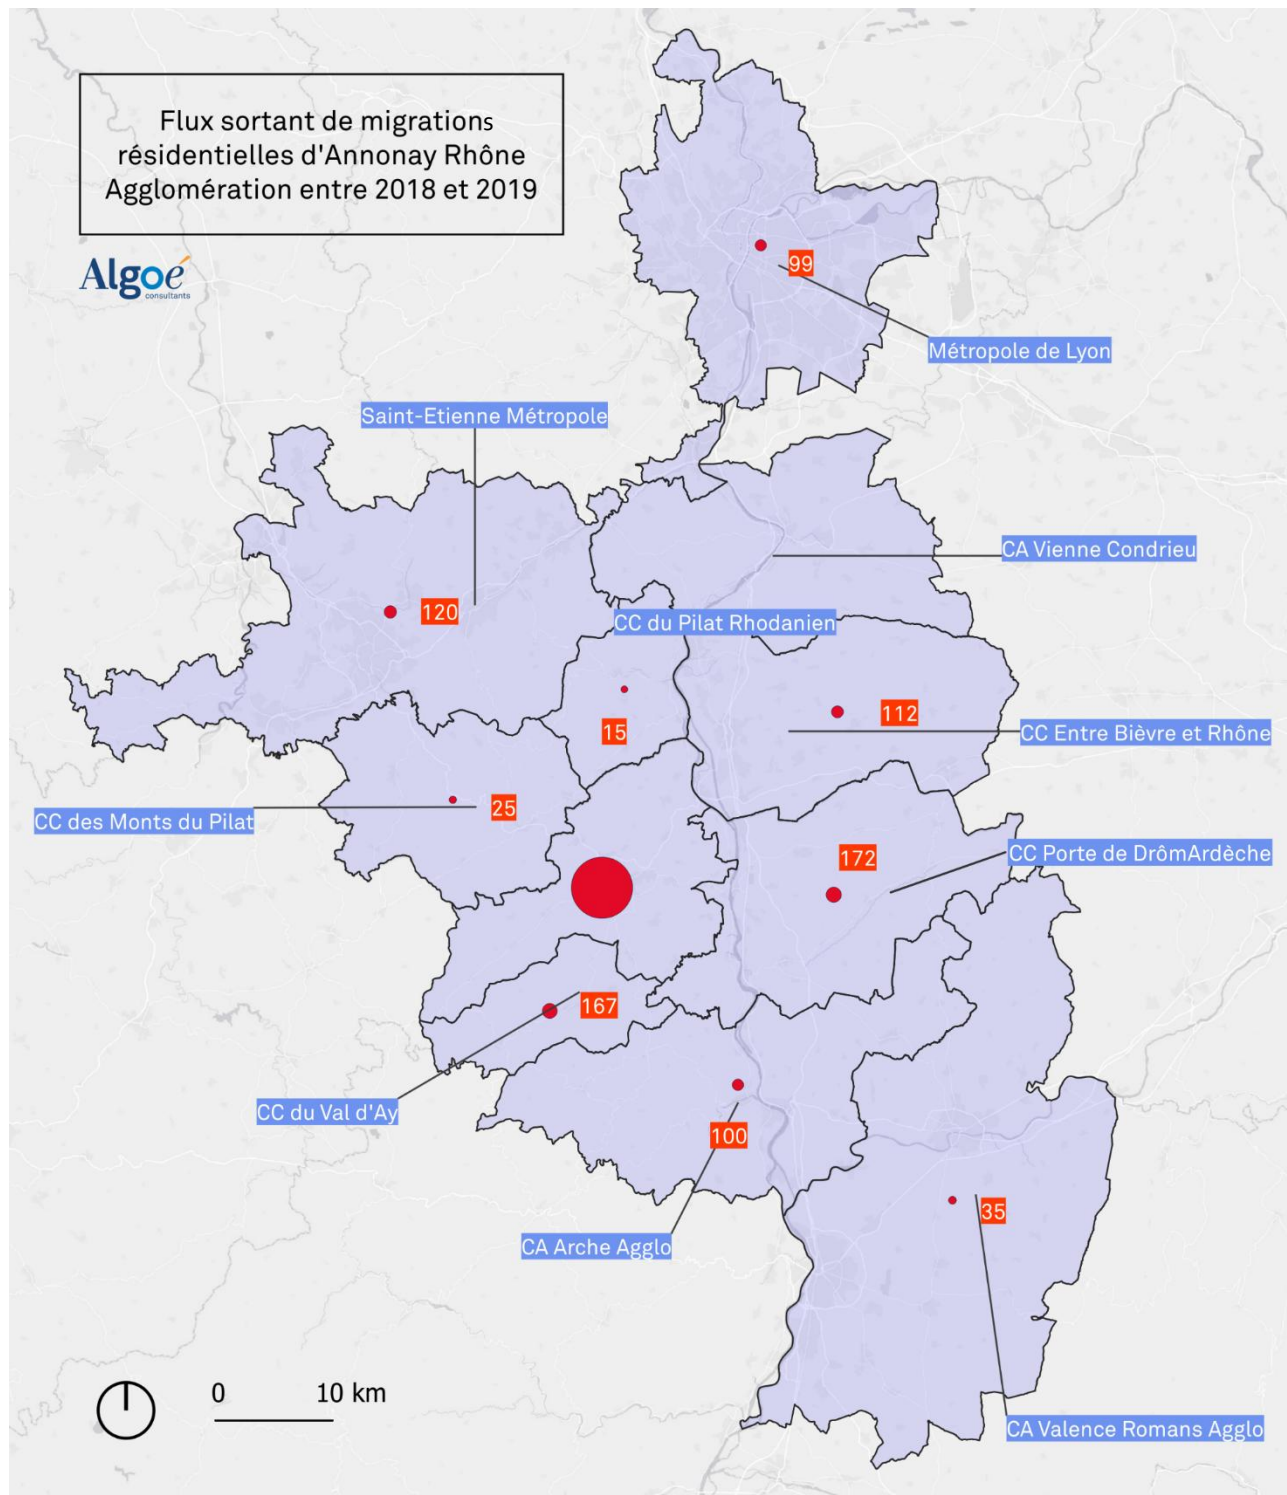 Flux sortant de migrations
résidentielles d'Annonay Rhône
Agglomération entre 2018 et 2019
Algoé
consultants
99
Métropole de Lyon
Saint-Etienne Métropole
CA Vienne Condrieu
120
CC du Pilat Rhodanien
15
112
CC Entre Bièvre et Rhône
25
CC des Monts du Pilat
172
CC Porte de DrômArdèche
167
CC du Val d'Ay
100
CA Arche Agglo
35
CA Valence Romans Agglo
0 10 km